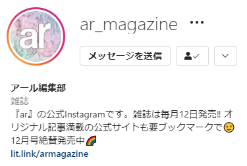 ar
ar_magazine
メッセージを送信
アール編集部
雑誌
『ar』の公式Instagramです。雑誌は毎月12日発売‼ オ
リジナル記事満載の公式サイトも要ブックマークで😉
12月号絶賛発売中🌈
lit.link/armagazine